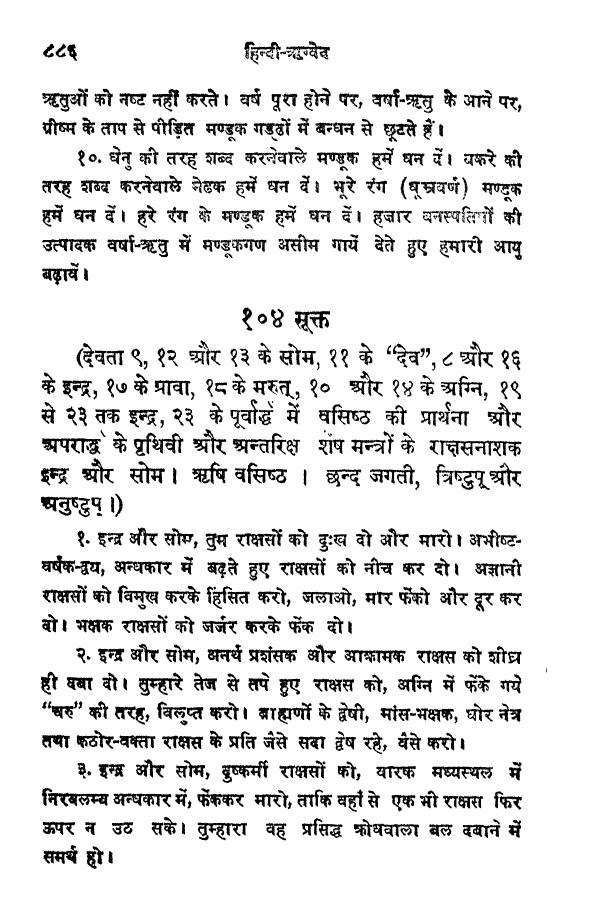 ८८६ हिन्दी-ऋग्वेद
ऋतुओं को नष्ट नहीं करते। वर्ष पूरा होने पर, वर्षा-ऋतु के आने पर,
ग्रीष्म के ताप से पीड़ित मण्डूक गड्ढों में बन्धन से छूटते हैं।
१०. धेनु की तरह शब्द करनेवाले मण्डूक हमें धन दें। बकरे की
तरह शब्द करनेवाले मेढक हमें धन दें। भूरे रंग (धूम्रवर्ण) मण्डूक
हमें धन दें। हरे रंग के मण्डूक हमें धन दें। हजार वनस्पतियों की
उत्पादक वर्षा-ऋतु में मण्डूकगण असीम गायें देते हुए हमारी आयु
बढ़ावें।
१०४ सूक्त
(देवता ९, १२ और १३ के सोम, ११ के “देव”, ८ और १६
के इन्द्र, १७ के ग्रावा, १८ के मरुत्, १० और १४ के अग्नि, १९
से २३ तक इन्द्र, २३ के पूर्वार्द्ध में वसिष्ठ की प्रार्थना और
अपरार्द्ध के पृथिवी और अन्तरिक्ष शेष मन्त्रों के राक्षसनाशक
इन्द्र और सोम। ऋषि वसिष्ठ । छन्द जगती, त्रिष्टुप् और
अनुष्टुप्।)
१. इन्द्र और सोम, तुम राक्षसों को दुःख दो और मारो। अभीष्ट-
वर्षक-द्वय, अन्धकार में बढ़ते हुए राक्षसों को नीच कर दो। अज्ञानी
राक्षसों को विमुख करके हिंसित करो, जलाओ, मार फेंको और दूर कर
दो। भक्षक राक्षसों को जर्जर करके फेंक दो।
२. इन्द्र और सोम, अनर्थ प्रशंसक और आक्रामक राक्षस को शीघ्र
ही दबा दो। तुम्हारे तेज से तपे हुए राक्षस को, अग्नि में फेंके गये
“चरु” की तरह, विलुप्त करो। ब्राह्मणों के द्वेषी, मांस-भक्षक, घोर नेत्र
तथा कठोर-वक्ता राक्षस के प्रति जैसे सदा द्वेष रहे, वैसे करो।
३. इन्द्र और सोम, दुष्कर्मी राक्षसों को, वारक मध्यस्थल में
निरवलम्ब अन्धकार में, फेंककर मारो, ताकि वहाँ से एक भी राक्षस फिर
ऊपर न उठ सके। तुम्हारा वह प्रसिद्ध क्रोधवाला बल दबाने में
समर्थ हो।